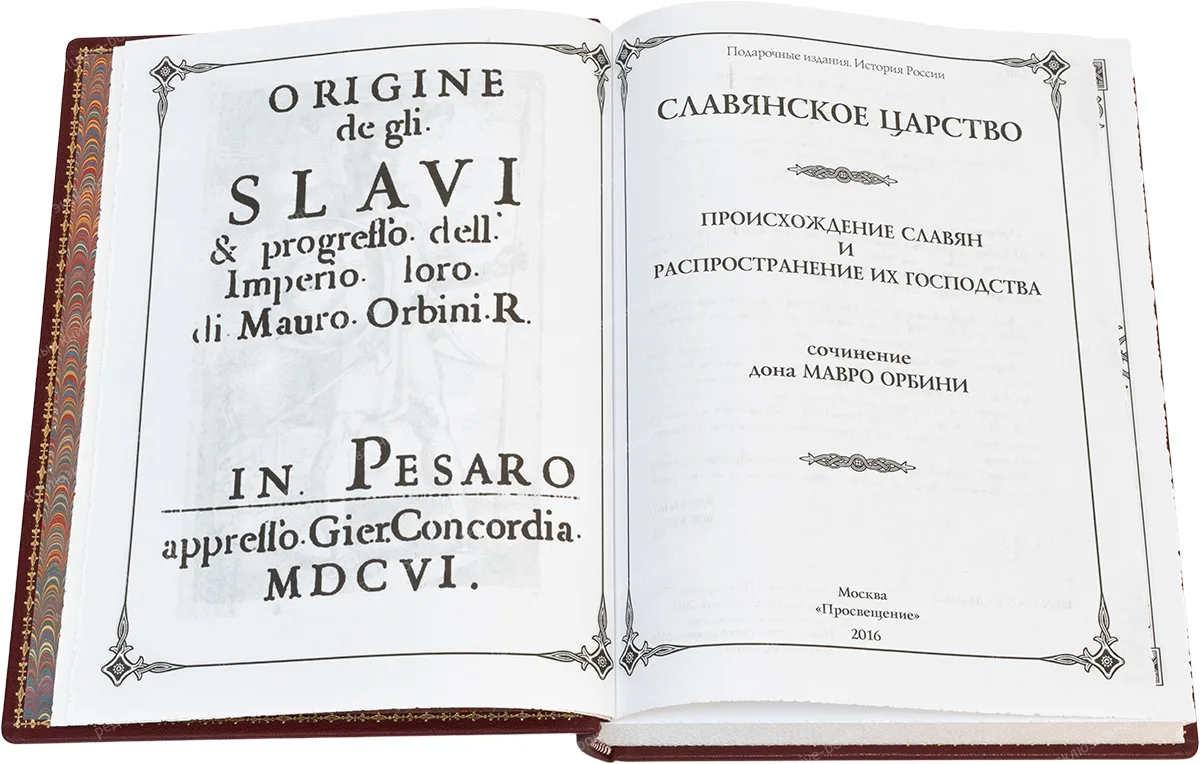 ORIGINE
de gli.
SLAVI
& progreſſo. dell.
Imperio. loro.
di. Mauro. Orbini. R.
IN. PESARO
appreſſo. Gier. Concordia.
MDCVI.
Подарочные издания. История России
СЛАВЯНСКОЕ ЦАРСТВО
ПРОИСХОЖДЕНИЕ СЛАВЯН
И
РАСПРОСТРАНЕНИЕ ИХ ГОСПОДСТВА
сочинение
дона МАВРО ОРБИНИ
Москва
«Просвещение»
2016